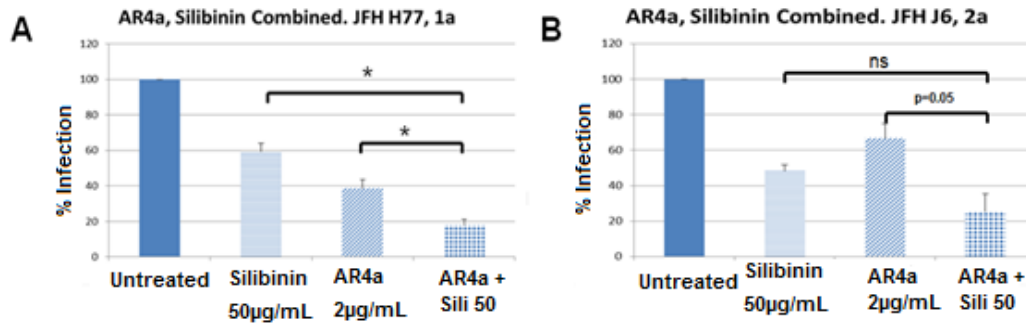 A
AR4a, Silibinin Combined. JFH H77, 1a
% Infection
120
100
80
60
40
20
0
*
*
Untreated
Silibinin
50µg/mL
AR4a
2µg/mL
AR4a +
Sili 50
B
AR4a, Silibinin Combined. JFH J6, 2a
% Infection
120
100
80
60
40
20
0
ns
p=0.05
Untreated
Silibinin
50µg/mL
AR4a
2µg/mL
AR4a +
Sili 50